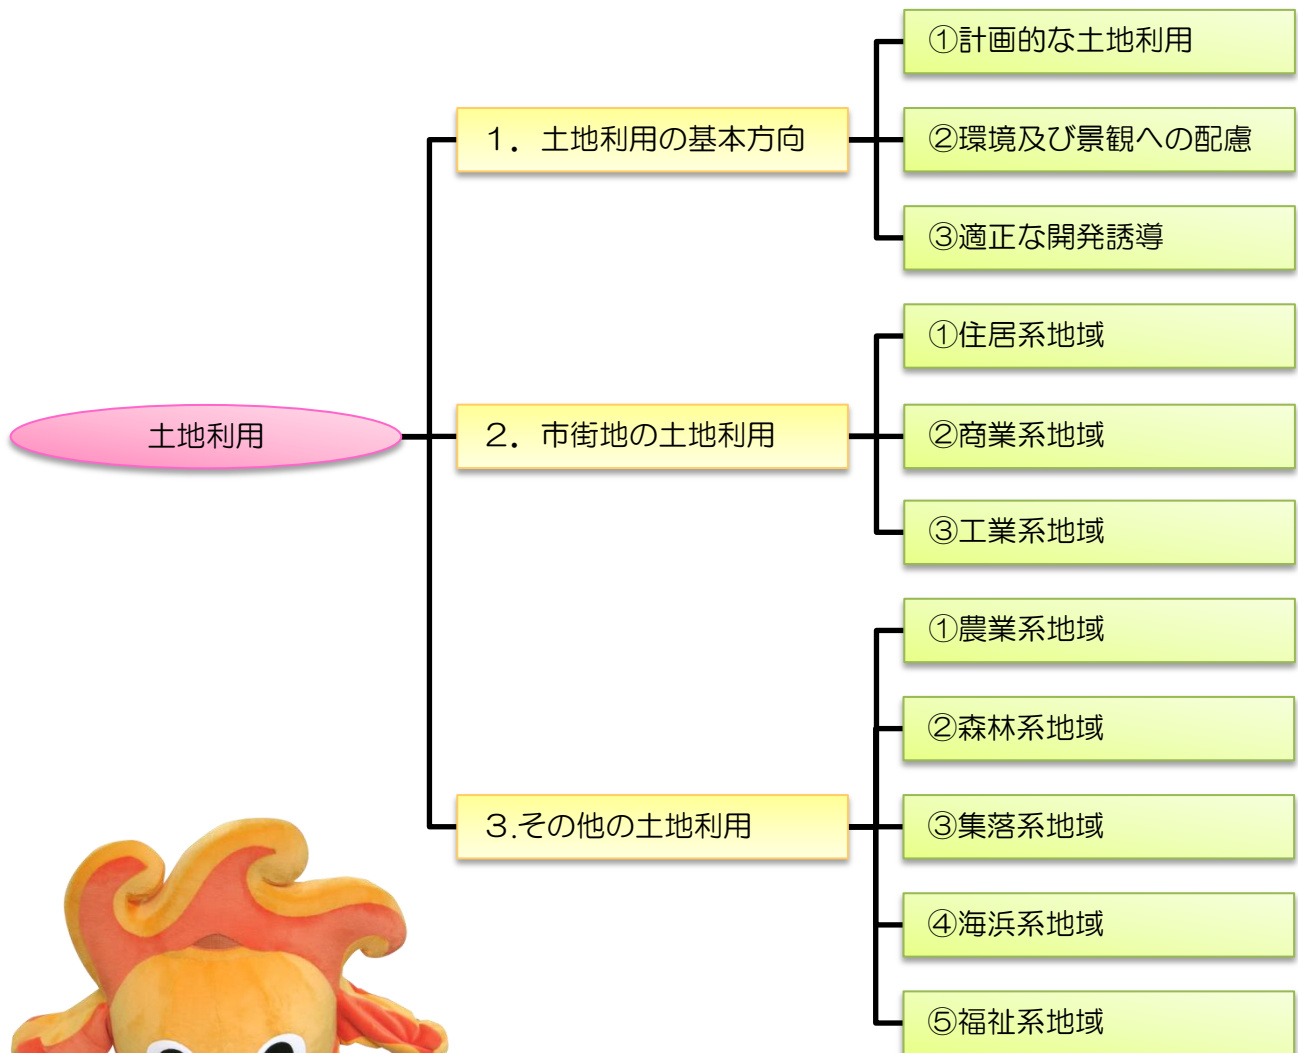 土地利用
1．土地利用の基本方向
①計画的な土地利用
②環境及び景観への配慮
③適正な開発誘導
2．市街地の土地利用
①住居系地域
②商業系地域
③工業系地域
3.その他の土地利用
①農業系地域
②森林系地域
③集落系地域
④海浜系地域
⑤福祉系地域